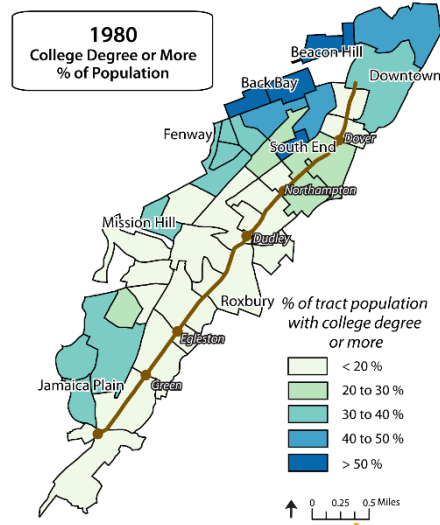 1980
College Degree or More
% of Population
Beacon Hill
Downtown
Back Bay
Fenway
South End
Dover
Northampton
Mission Hill
Dudley
Roxbury
Egleston
Jamaica Plain
Green
% of tract population
with college degree
or more
< 20 %
20 to 30 %
30 to 40 %
40 to 50 %
> 50 %
0 0.25 0.5 Miles